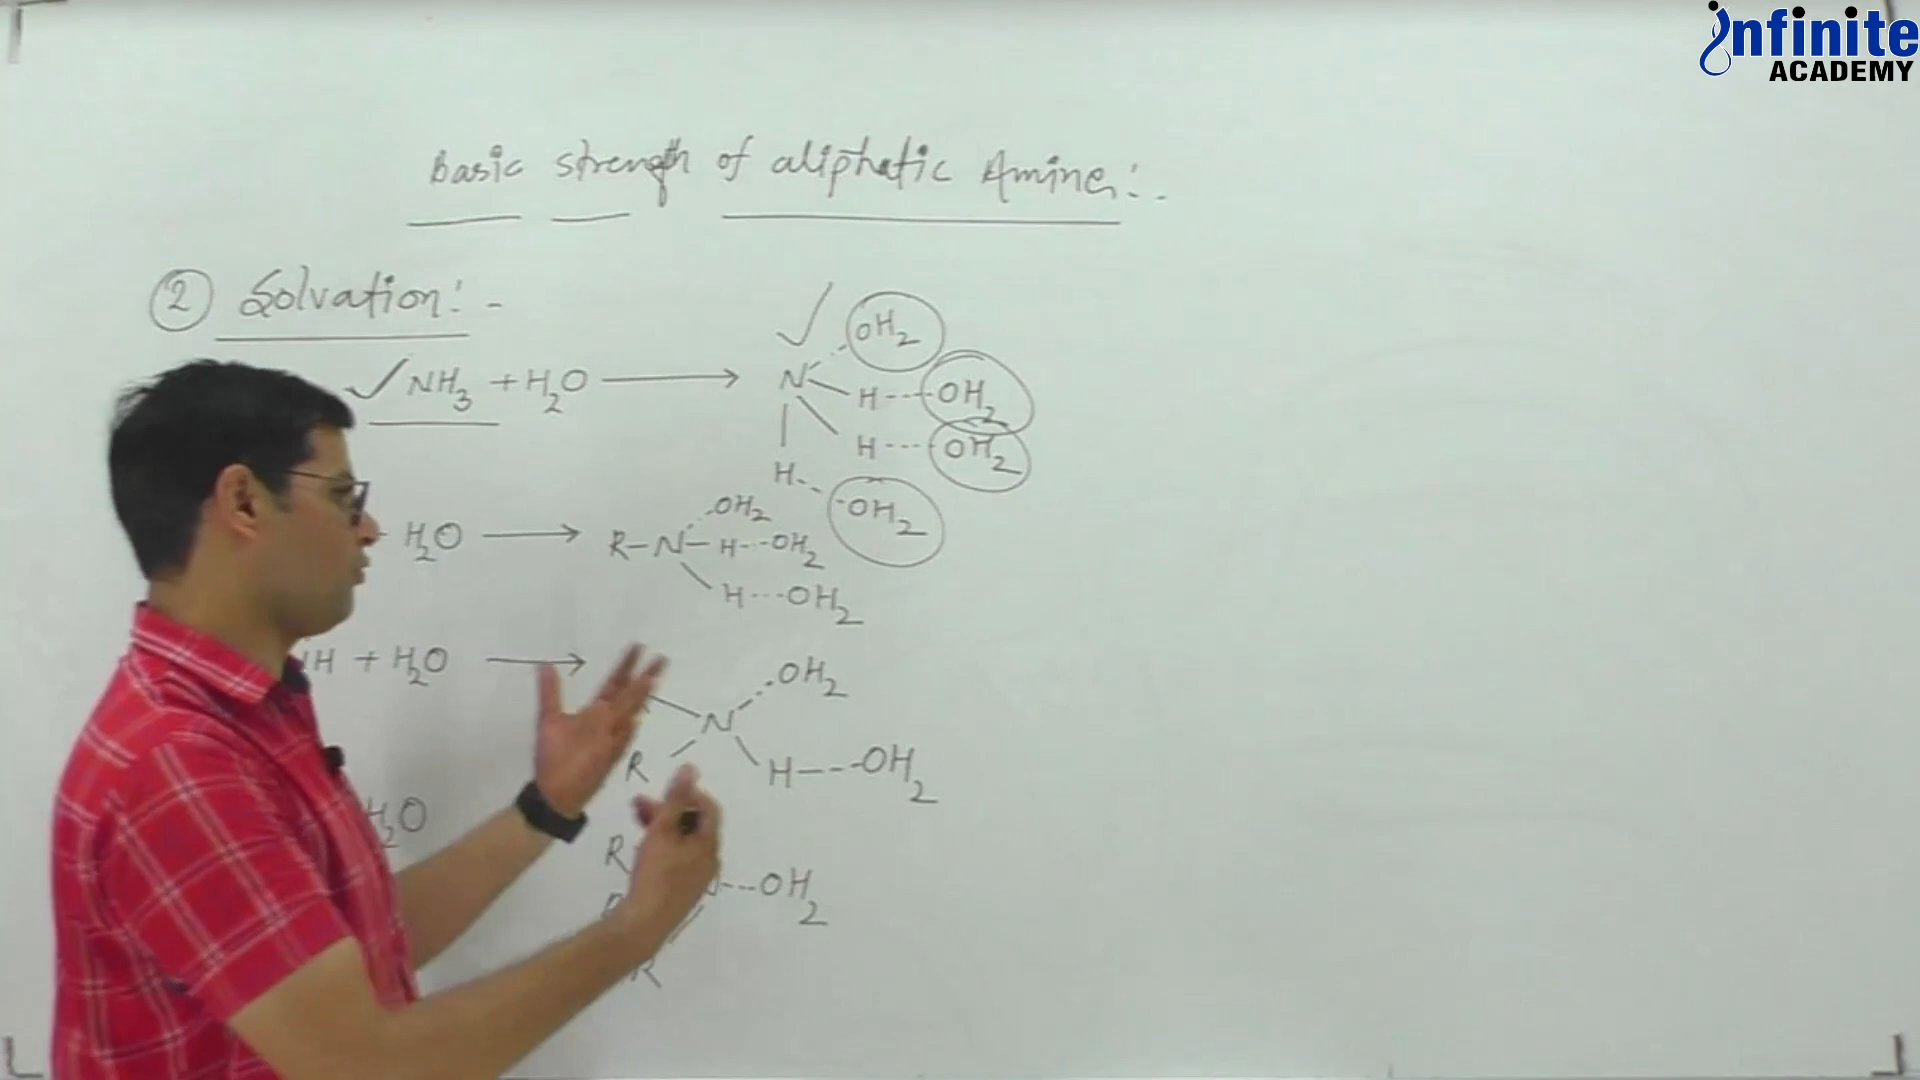 infinite
ACADEMY
Basic strength of aliphatic Amines:-
② Solvation:-
✓NH3 + H2O ⟶
✓
OH2
N
H---OH2
H---OH2
H---OH2
+ H2O ⟶
R-N
OH2
H---OH2
H---OH2
H + H2O ⟶
N
OH2
R
H----OH2
H2O
R
---OH2
R